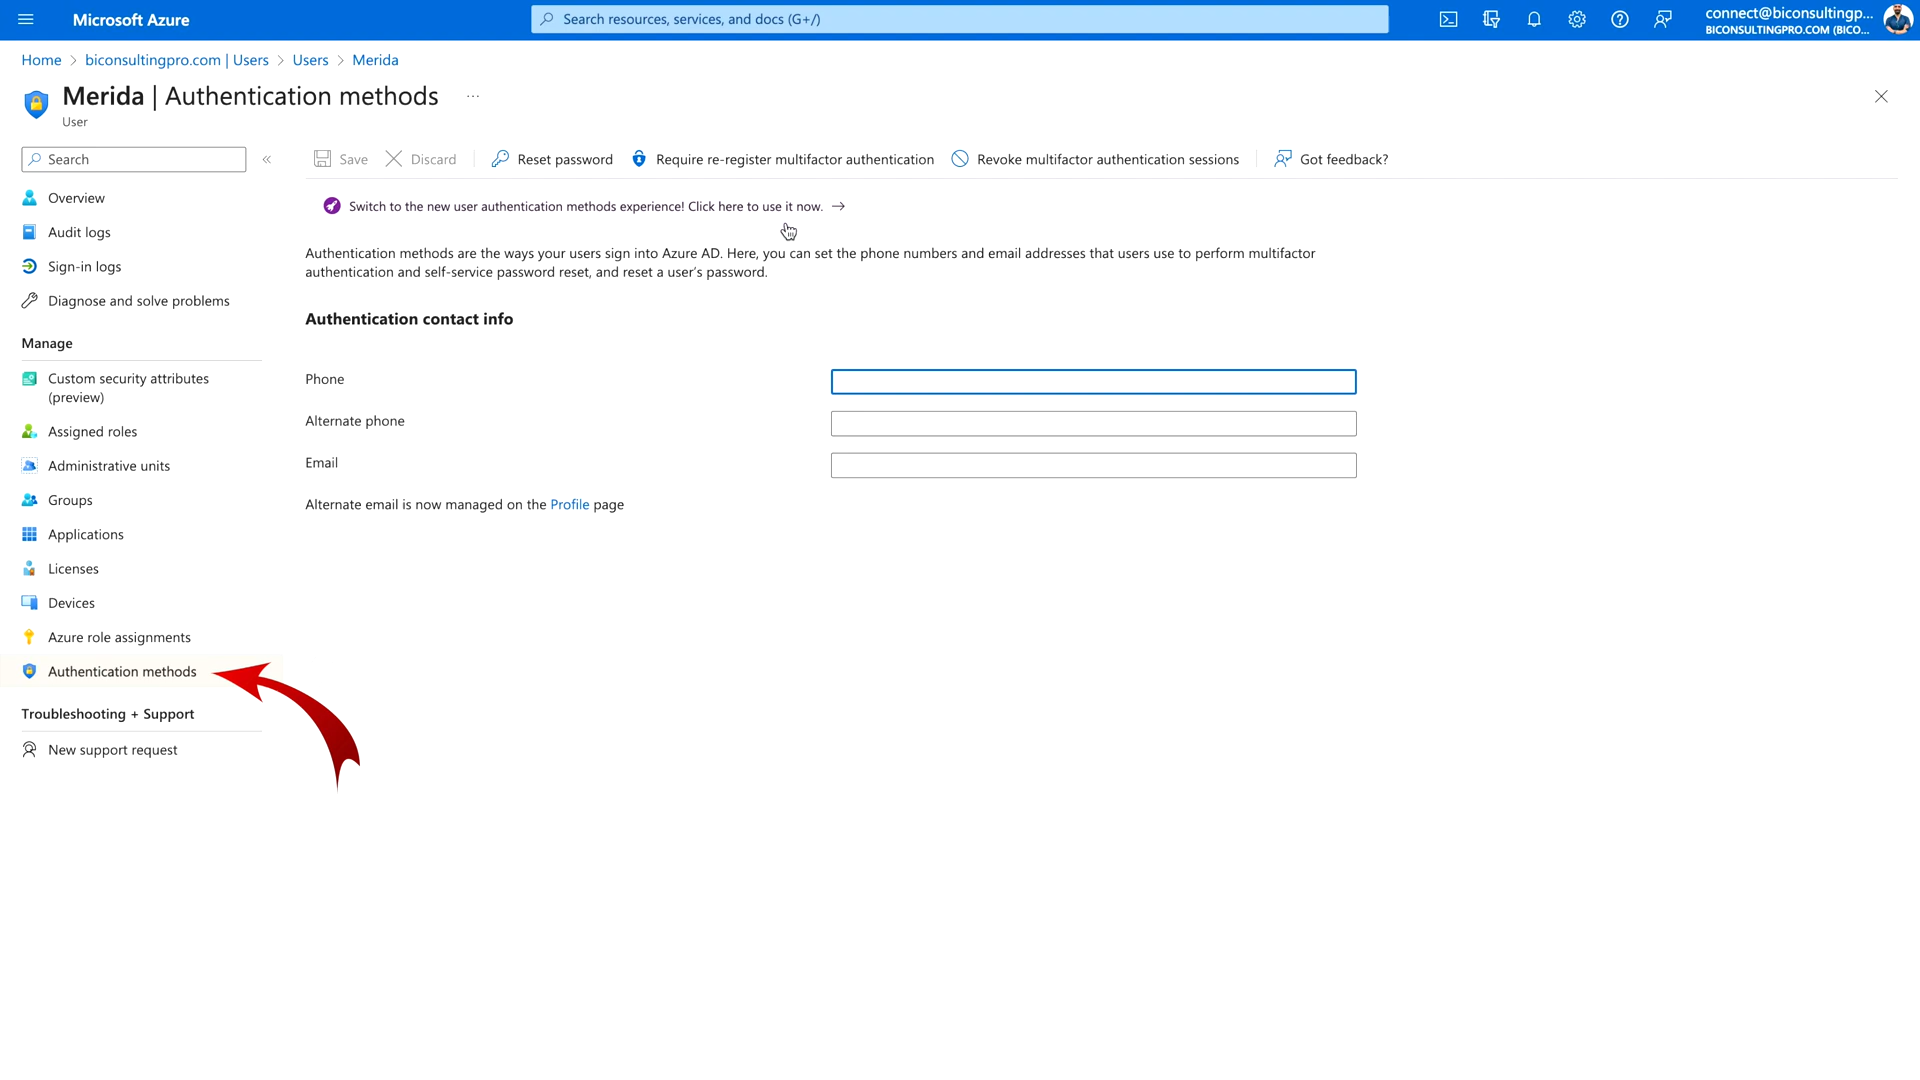 Microsoft Azure
Search resources, services, and docs (G+/)
connect@biconsultingp...
BICONSULTINGPRO.COM (BICO...
Home > biconsultingpro.com | Users > Users > Merida
Merida | Authentication methods ...
User
Search
«
Save
Discard
Reset password
Require re-register multifactor authentication
Revoke multifactor authentication sessions
Got feedback?
Overview
Audit logs
Sign-in logs
Diagnose and solve problems
Manage
Custom security attributes
(preview)
Assigned roles
Administrative units
Groups
Applications
Licenses
Devices
Azure role assignments
Authentication methods
Troubleshooting + Support
New support request
Switch to the new user authentication methods experience! Click here to use it now. →
Authentication methods are the ways your users sign into Azure AD. Here, you can set the phone numbers and email addresses that users use to perform multifactor
authentication and self-service password reset, and reset a user's password.
Authentication contact info
Phone
Alternate phone
Email
Alternate email is now managed on the Profile page